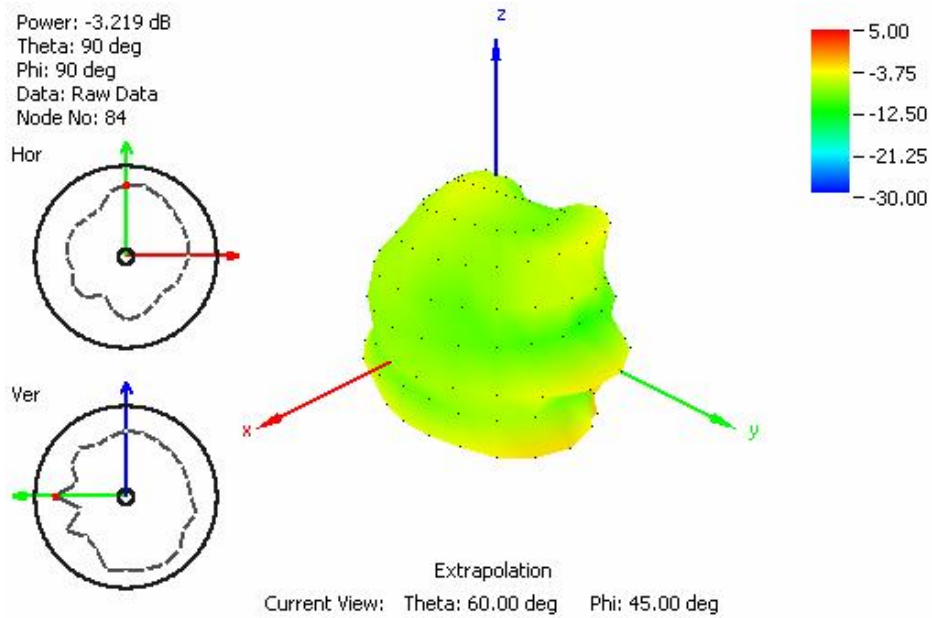 Power: -3.219 dB
Theta: 90 deg
Phi: 90 deg
Data: Raw Data
Node No: 84
Hor
Ver
z
x
y
5.00
-3.75
-12.50
-21.25
-30.00
Extrapolation
Current View: Theta: 60.00 deg Phi: 45.00 deg